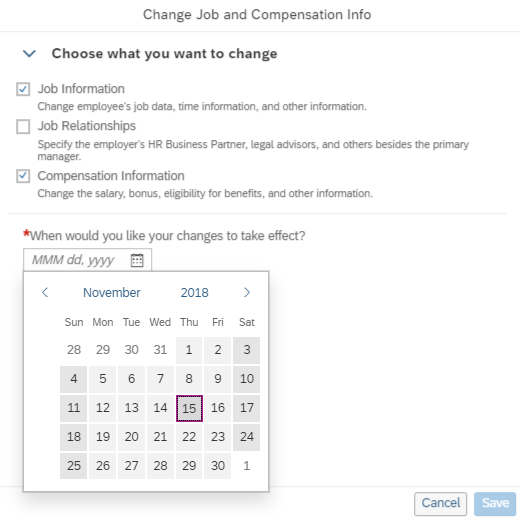 Change Job and Compensation Info
Choose what you want to change
Job Information
Change employee's job data, time information, and other information.
Job Relationships
Specify the employer's HR Business Partner, legal advisors, and others besides the primary
manager.
Compensation Information
Change the salary, bonus, eligibility for benefits, and other information.
*When would you like your changes to take effect?
MMM dd, yyyy
November 2018
Sun Mon Tue Wed Thu Fri Sat
28 29 30 31 1 2 3
4 5 6 7 8 9 10
11 12 13 14 15 16 17
18 19 20 21 22 23 24
25 26 27 28 29 30 1
Cancel Save